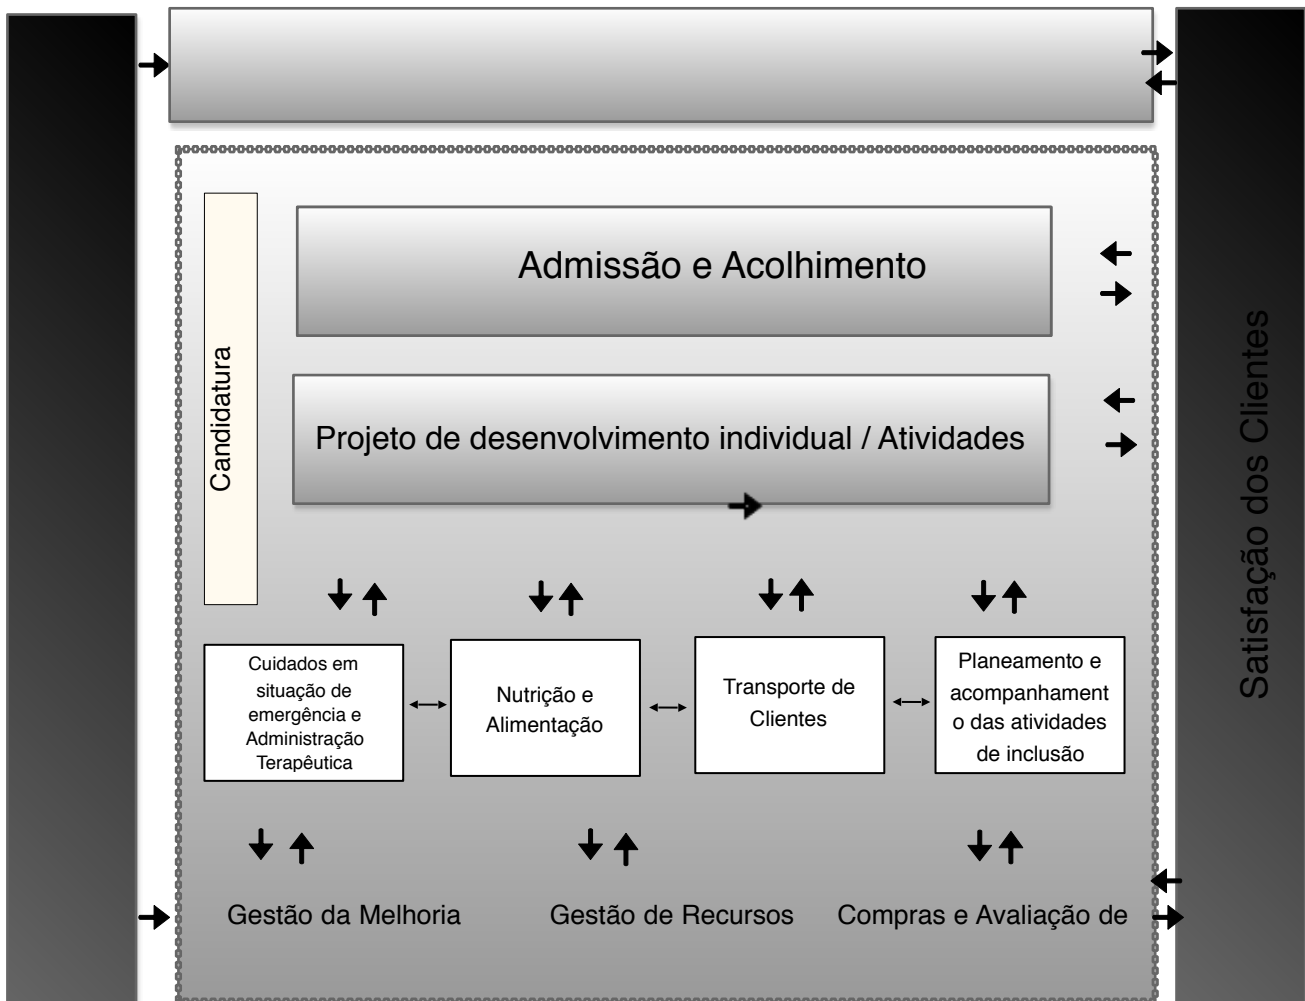 Admissão e Acolhimento
Candidatura
Projeto de desenvolvimento individual / Atividades
Satisfação dos Clientes
Cuidados em
situação de
emergência e
Administração
Terapêutica
Nutrição e
Alimentação
Transporte de
Clientes
Planeamento e
acompanhament
o das atividades
de inclusão
Gestão da Melhoria
Gestão de Recursos
Compras e Avaliação de